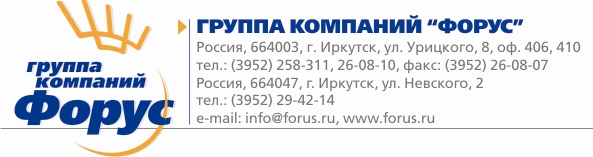 группа
компаний
Форус
ГРУППА КОМПАНИЙ “ФОРУС”
Россия, 664003, г. Иркутск, ул. Урицкого, 8, оф. 406, 410
тел.: (3952) 258-311, 26-08-10, факс: (3952) 26-08-07
Россия, 664047, г. Иркутск, ул. Невского, 2
тел.: (3952) 29-42-14
e-mail: info@forus.ru, www.forus.ru